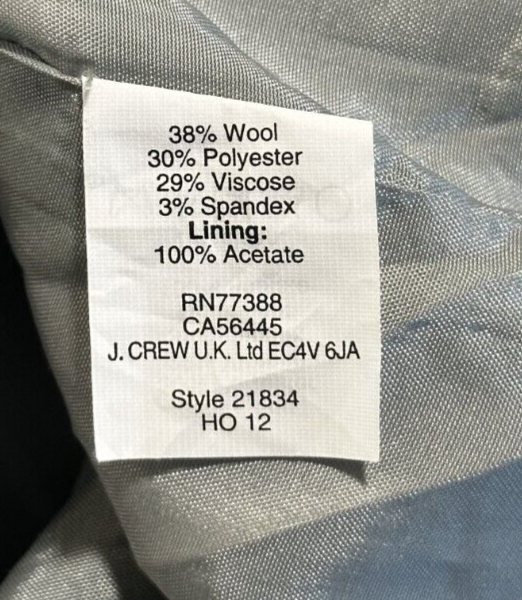 38% Wool
30% Polyester
29% Viscose
3% Spandex
Lining:
100% Acetate
RN77388
CA56445
J. CREW U.K. Ltd EC4V 6JA
Style 21834
HO 12